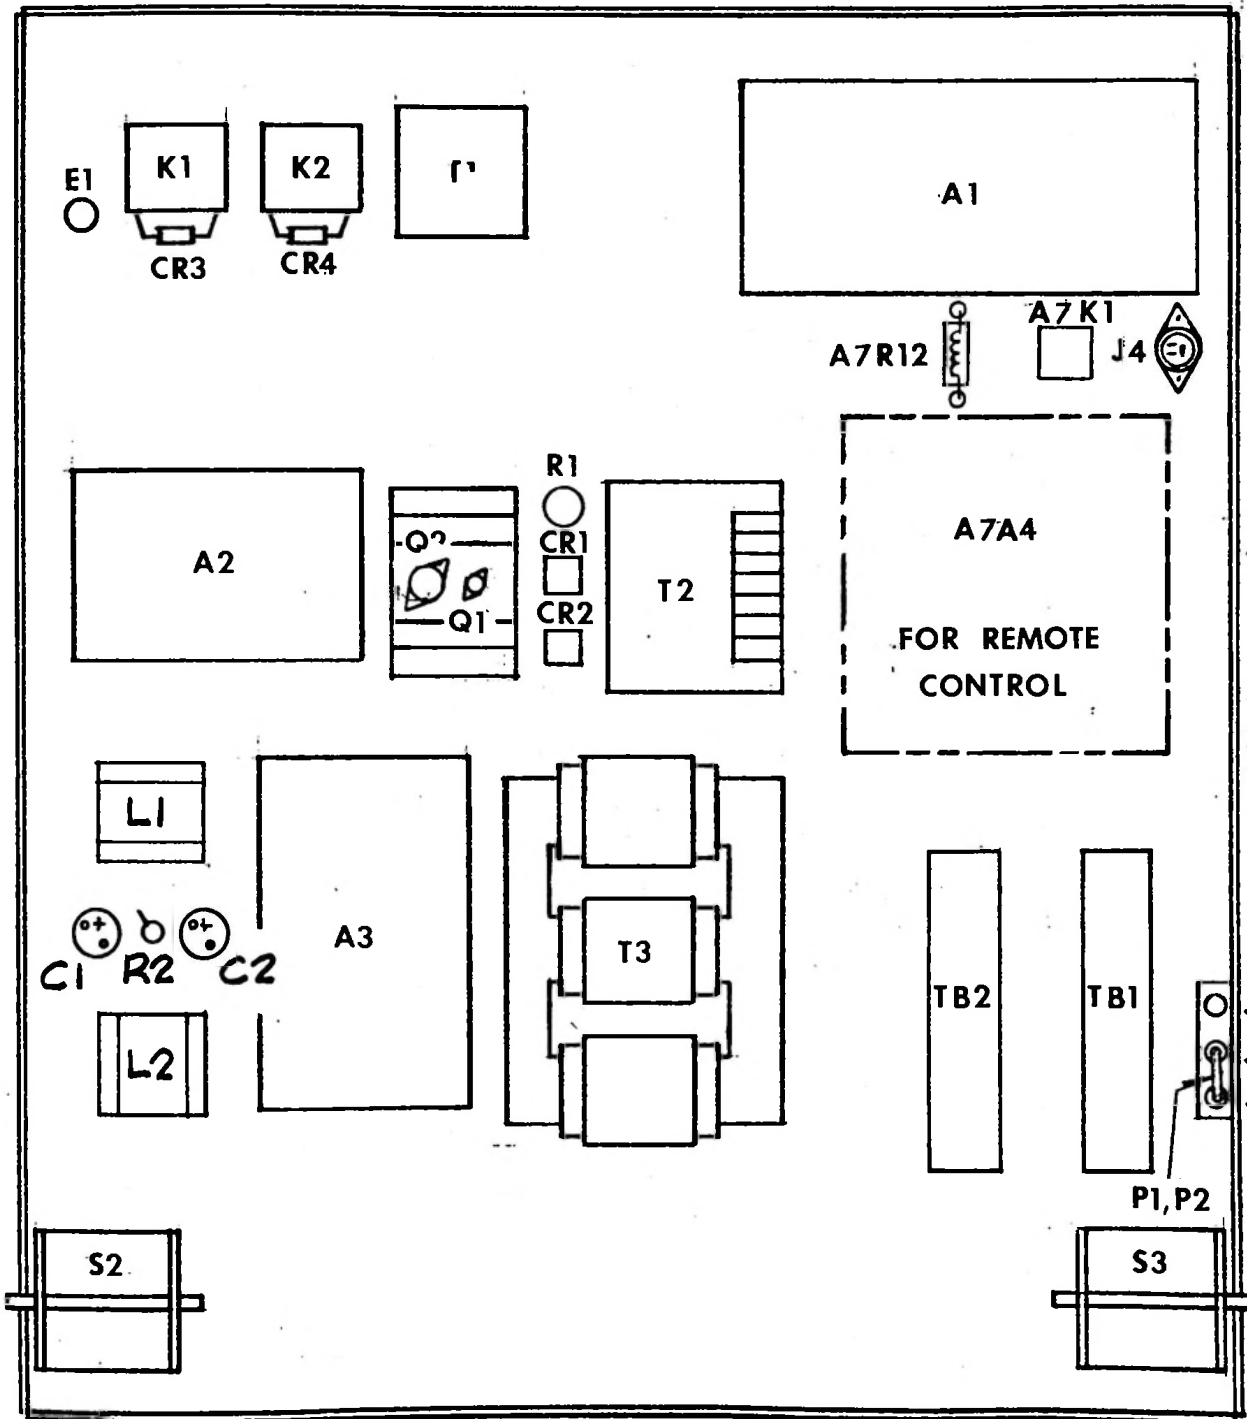 E1
K1
K2
CR3
CR4
A1
A7R12
A7K1
J4
A2
Q1
R1
CR1
CR2
T2
A7A4
FOR REMOTE
CONTROL
L1
C1
R2
C2
L2
A3
T3
TB2
TB1
P1,P2
S2
S3